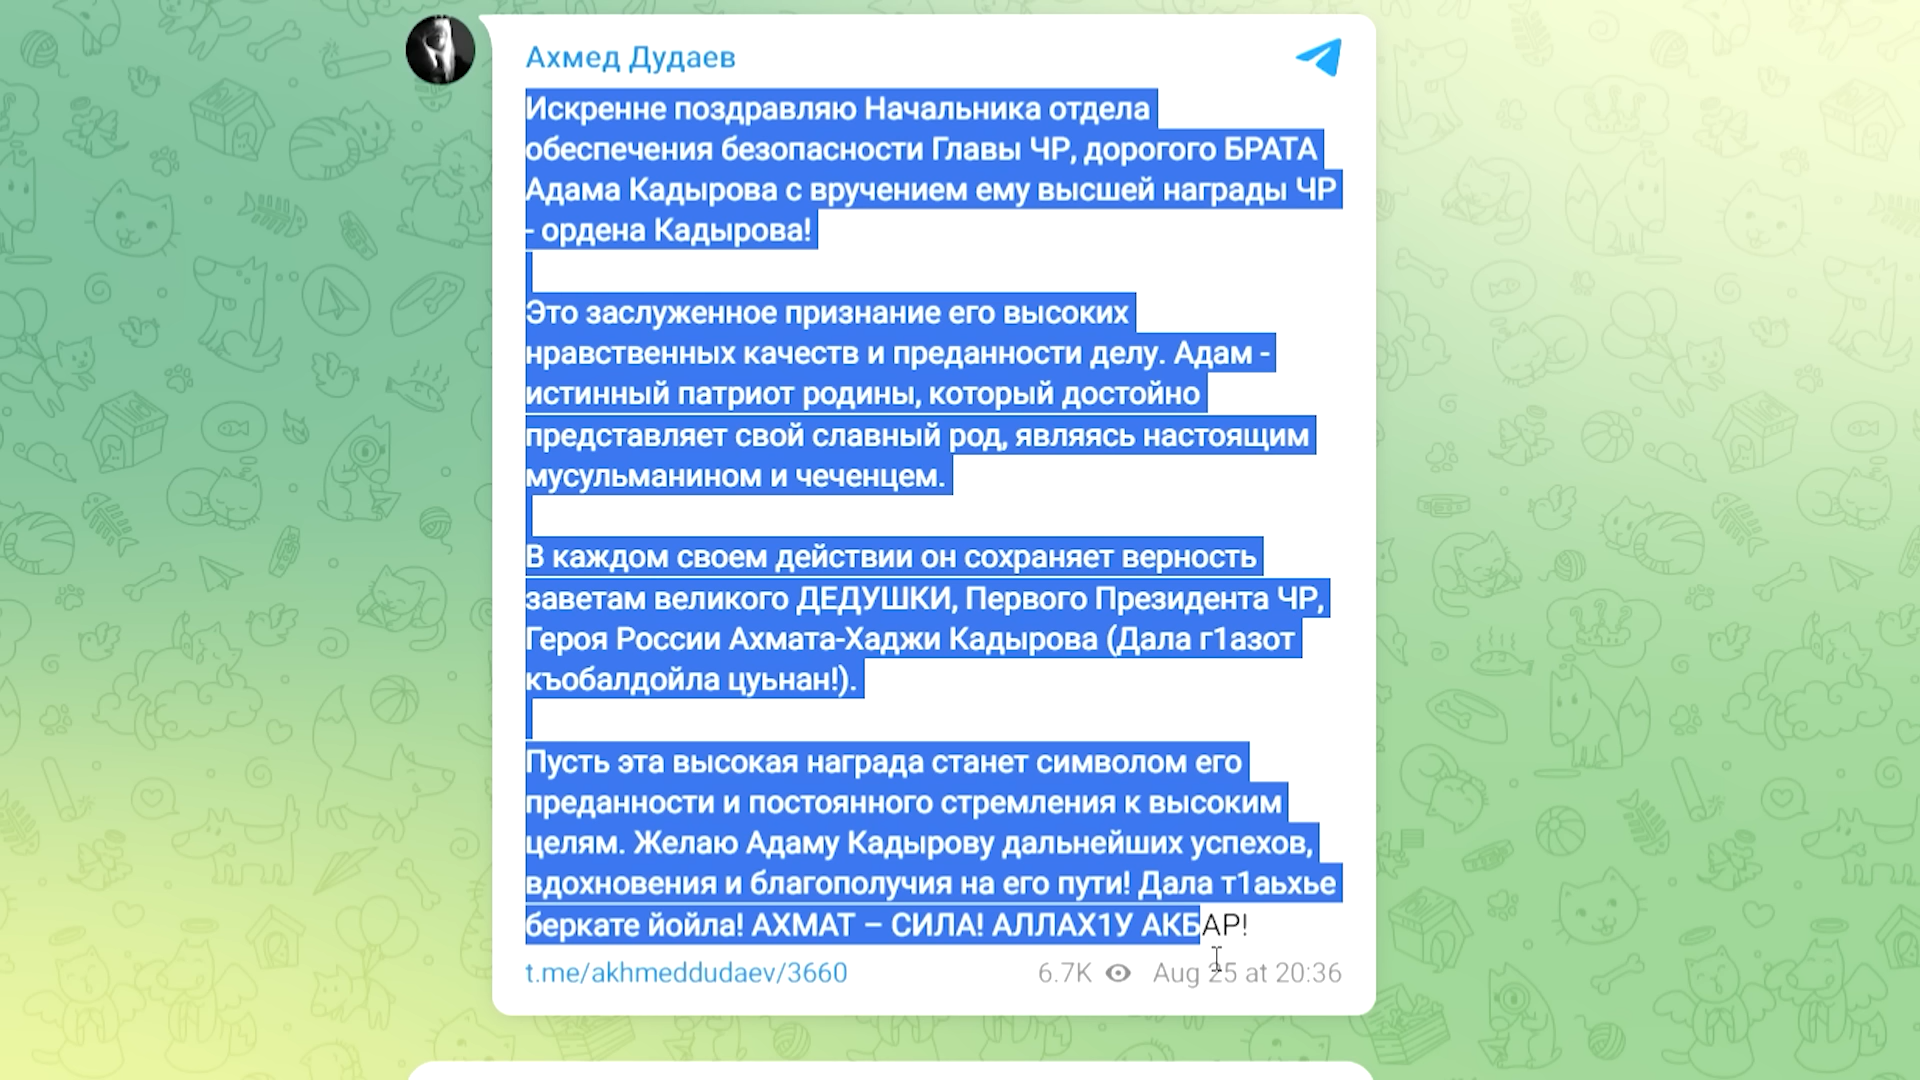 Ахмед Дудаев
Искренне поздравляю Начальника отдела
обеспечения безопасности Главы ЧР, дорогого БРАТА
Адама Кадырова с вручением ему высшей награды ЧР
- ордена Кадырова!
Это заслуженное признание его высоких
нравственных качеств и преданности делу. Адам -
истинный патриот родины, который достойно
представляет свой славный род, являясь настоящим
мусульманином и чеченцем.
В каждом своем действии он сохраняет верность
заветам великого ДЕДУШКИ, Первого Президента ЧР,
Героя России Ахмата-Хаджи Кадырова (Дала г1азот
къобалдойла цуьнан!).
Пусть эта высокая награда станет символом его
преданности и постоянного стремления к высоким
целям. Желаю Адаму Кадырову дальнейших успехов,
вдохновения и благополучия на его пути! Дала т1аьхье
беркате йойла! АХМАТ – СИЛА! АЛЛАХ1У АКБАР!
t.me/akhmeddudaev/3660 6.7K Aug 25 at 20:36